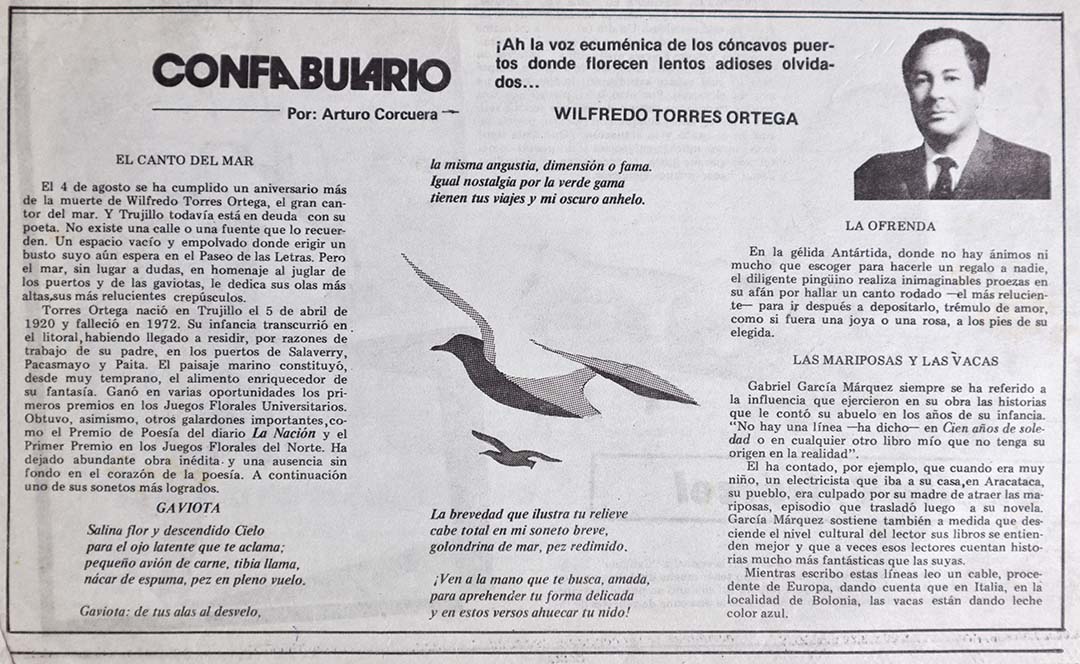 CONFABULARIO
Por: Arturo Corcuera
¡Ah la voz ecuménica de los cóncavos puer-
tos donde florecen lentos adioses olvida-
dos...
WILFREDO TORRES ORTEGA
EL CANTO DEL MAR
El 4 de agosto se ha cumplido un aniversario más
de la muerte de Wilfredo Torres Ortega, el gran can-
tor del mar. Y Trujillo todavía está en deuda con su
poeta. No existe una calle o una fuente que lo recuer-
den. Un espacio vacío y empolvado donde erigir un
busto suyo aún espera en el Paseo de las Letras. Pero
el mar, sin lugar a dudas, en homenaje al juglar de
los puertos y de las gaviotas, le dedica sus olas más
altas,sus más relucientes crepúsculos.
Torres Ortega nació en Trujillo el 5 de abril de
1920 y falleció en 1972. Su infancia transcurrió en
el litoral,habiendo llegado a residir, por razones de
trabajo de su padre, en los puertos de Salaverry,
Pacasmayo y Paita. El paisaje marino constituyó,
desde muy temprano, el alimento enriquecedor de
su fantasía. Ganó en varias oportunidades los pri-
meros premios en los Juegos Florales Universitarios.
Obtuvo, asimismo, otros galardones importantes,co-
mo el Premio de Poesía del diario La Nación y el
Primer Premio en los Juegos Florales del Norte. Ha
dejado abundante obra inédita y una ausencia sin
fondo en el corazón de la poesía. A continuación
uno de sus sonetos más logrados.
GAVIOTA
Salina flor y descendido Cielo
para el ojo latente que te aclama;
pequeño avión de carne, tibia llama,
nácar de espuma, pez en pleno vuelo.
Gaviota: de tus alas al desvelo,
la misma angustia, dimensión o fama.
Igual nostalgia por la verde gama
tienen tus viajes y mi oscuro anhelo.
La brevedad que ilustra tu relieve
cabe total en mi soneto breve,
golondrina de mar, pez redimido.
¡Ven a la mano que te busca, amada,
para aprehender tu forma delicada
y en estos versos ahuecar tu nido!
LA OFRENDA
En la gélida Antártida, donde no hay ánimos ni
mucho que escoger para hacerle un regalo a nadie,
el diligente pingüino realiza inimaginables proezas en
su afán por hallar un canto rodado —el más relucien-
te— para ir después a depositarlo, trémulo de amor,
como si fuera una joya o una rosa, a los pies de su
elegida.
LAS MARIPOSAS Y LAS VACAS
Gabriel García Márquez siempre se ha referido a
la influencia que ejercieron en su obra las historias
que le contó su abuelo en los años de su infancia.
“No hay una línea —ha dicho— en Cien años de sole-
dad o en cualquier otro libro mío que no tenga su
origen en la realidad”.
El ha contado, por ejemplo, que cuando era muy
niño, un electricista que iba a su casa,en Aracataca,
su pueblo, era culpado por su madre de atraer las ma-
riposas, episodio que trasladó luego a su novela.
García Márquez sostiene también a medida que des-
ciende el nivel cultural del lector sus libros se entien-
den mejor y que a veces esos lectores cuentan histo-
rias mucho más fantásticas que las suyas.
Mientras escribo estas líneas leo un cable, proce-
dente de Europa, dando cuenta que en Italia, en la
localidad de Bolonia, las vacas están dando leche
color azul.